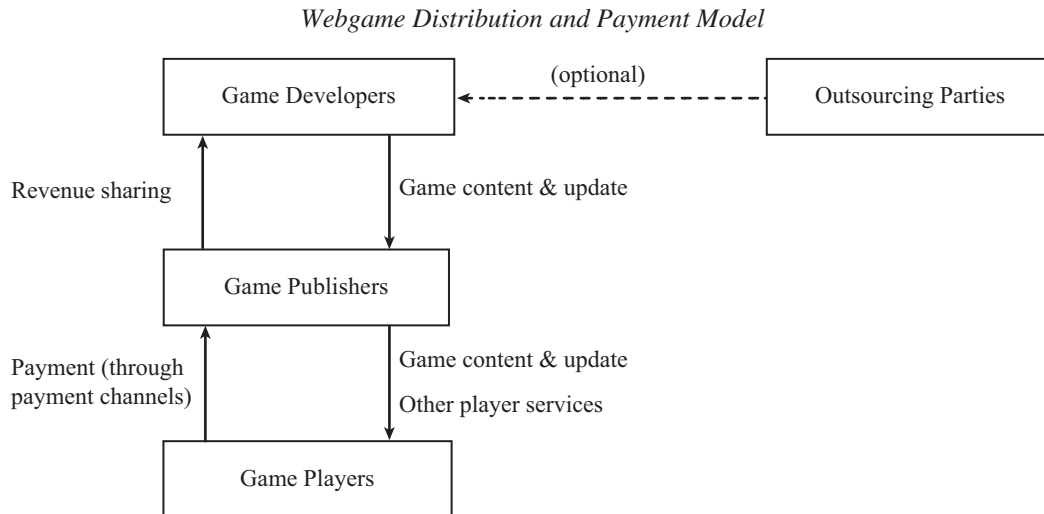 Webgame Distribution and Payment Model
(optional)
Game Developers
Outsourcing Parties
Revenue sharing
Game content & update
Game Publishers
Payment (through
payment channels)
Game content & update
Other player services
Game Players